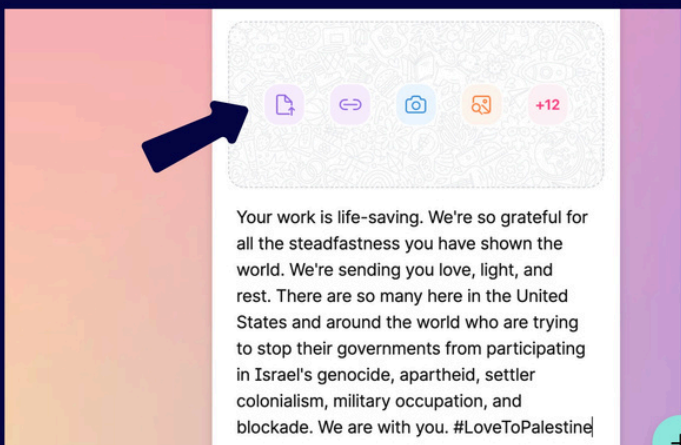 +12
Your work is life-saving. We're so grateful for
all the steadfastness you have shown the
world. We're sending you love, light, and
rest. There are so many here in the United
States and around the world who are trying
to stop their governments from participating
in Israel's genocide, apartheid, settler
colonialism, military occupation, and
blockade. We are with you. #LoveToPalestine